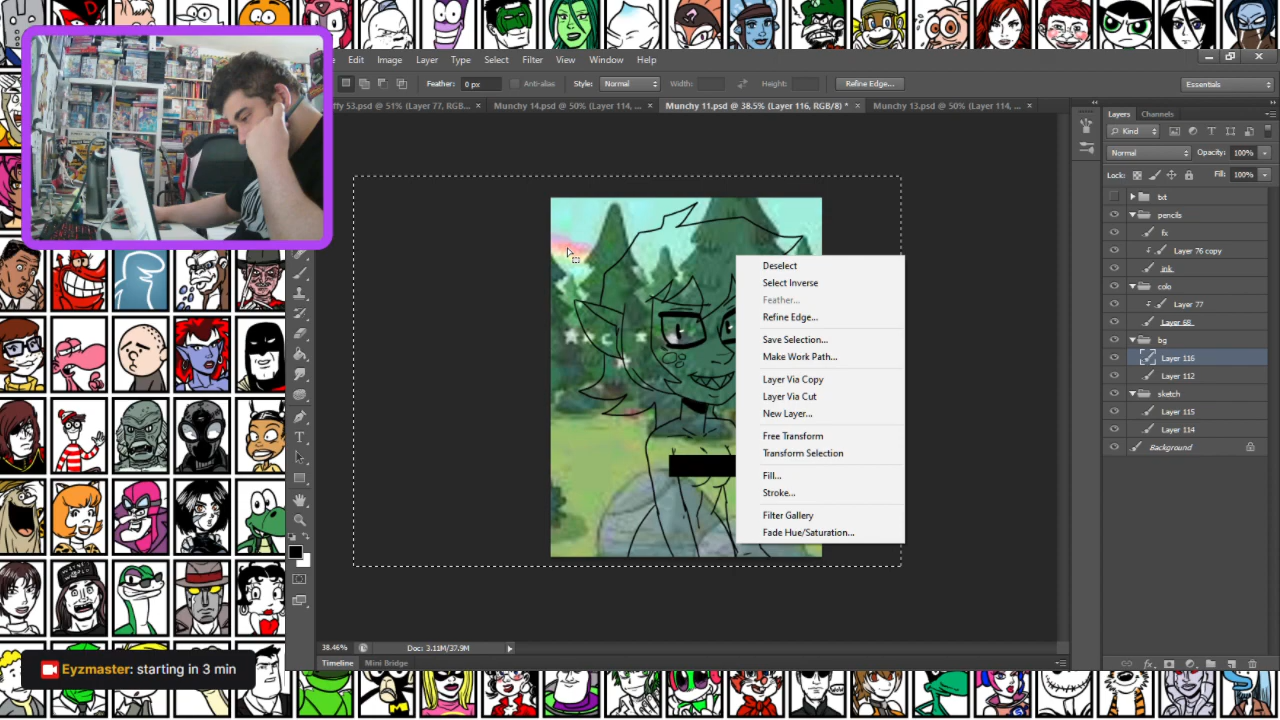 Edit Image Layer Type Select Filter View Window Help
Feather: 0 px Anti-alias Style: Normal Width: Height: Refine Edge... Essentials
53.psd @ 51% (Layer 77, RGB... × Munchy 14.psd @ 50% (Layer 114, ... × Munchy 11.psd @ 38.5% (Layer 116, RGB/8) * × Munchy 13.psd @ 50% (Layer 114, ... ×
Layers Channels
Kind
Normal Opacity: 100%
Lock: Fill: 100%
txt
pencils
fx
Layer 76 copy
ink
colo
Layer 77
Layer 68
bg
Layer 116
Layer 112
sketch
Layer 115
Layer 114
Background
Deselect
Select Inverse
Feather...
Refine Edge...
Save Selection...
Make Work Path...
Layer Via Copy
Layer Via Cut
New Layer...
Free Transform
Transform Selection
Fill...
Stroke...
Filter Gallery
Fade Hue/Saturation...
38.46% Doc: 3.11M/37.9M
Timeline Mini Bridge
Eyzmaster: starting in 3 min